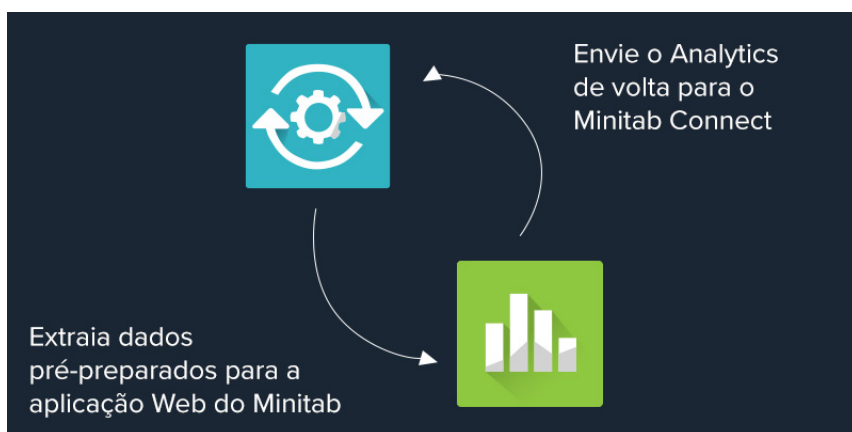 Envie o Analytics
de volta para o
Minitab Connect
Extraia dados
pré-preparados para a
aplicação Web do Minitab